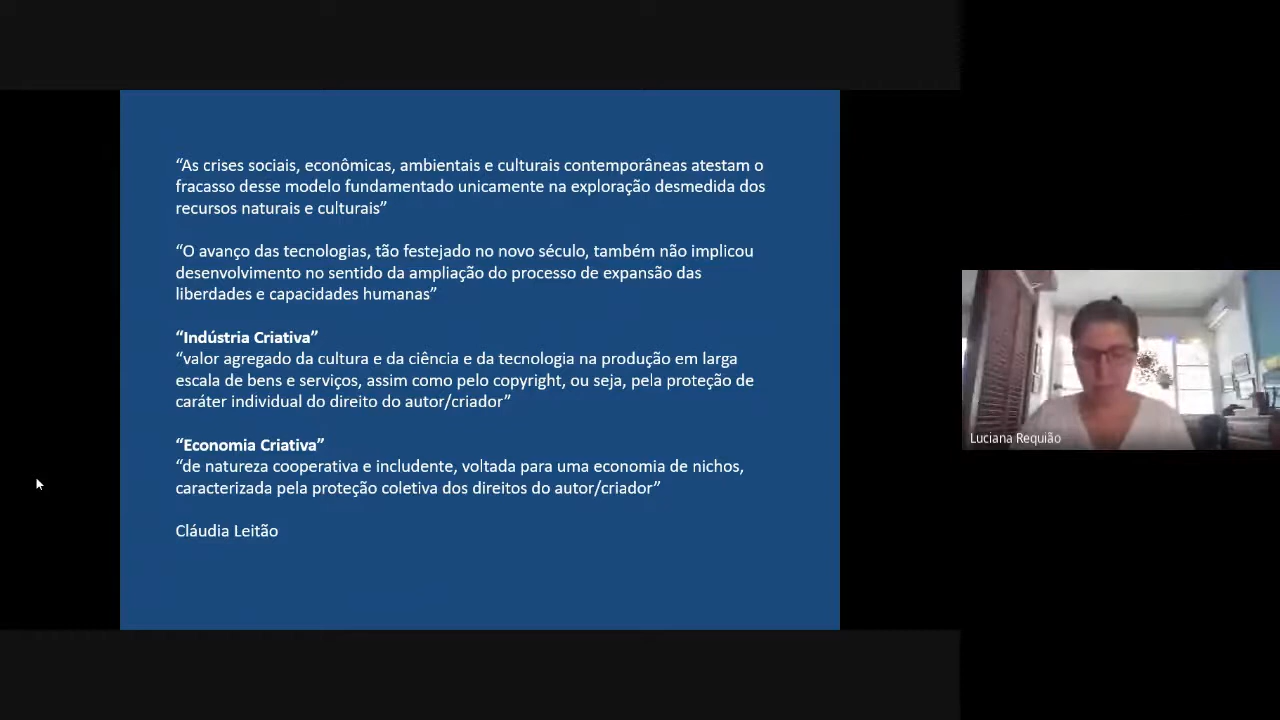 “As crises sociais, econômicas, ambientais e culturais contemporâneas atestam o
fracasso desse modelo fundamentado unicamente na exploração desmedida dos
recursos naturais e culturais”
“O avanço das tecnologias, tão festejado no novo século, também não implicou
desenvolvimento no sentido da ampliação do processo de expansão das
liberdades e capacidades humanas”
“Indústria Criativa”
“valor agregado da cultura e da ciência e da tecnologia na produção em larga
escala de bens e serviços, assim como pelo copyright, ou seja, pela proteção de
caráter individual do direito do autor/criador”
“Economia Criativa”
“de natureza cooperativa e includente, voltada para uma economia de nichos,
caracterizada pela proteção coletiva dos direitos do autor/criador”
Cláudia Leitão
Luciana Requião